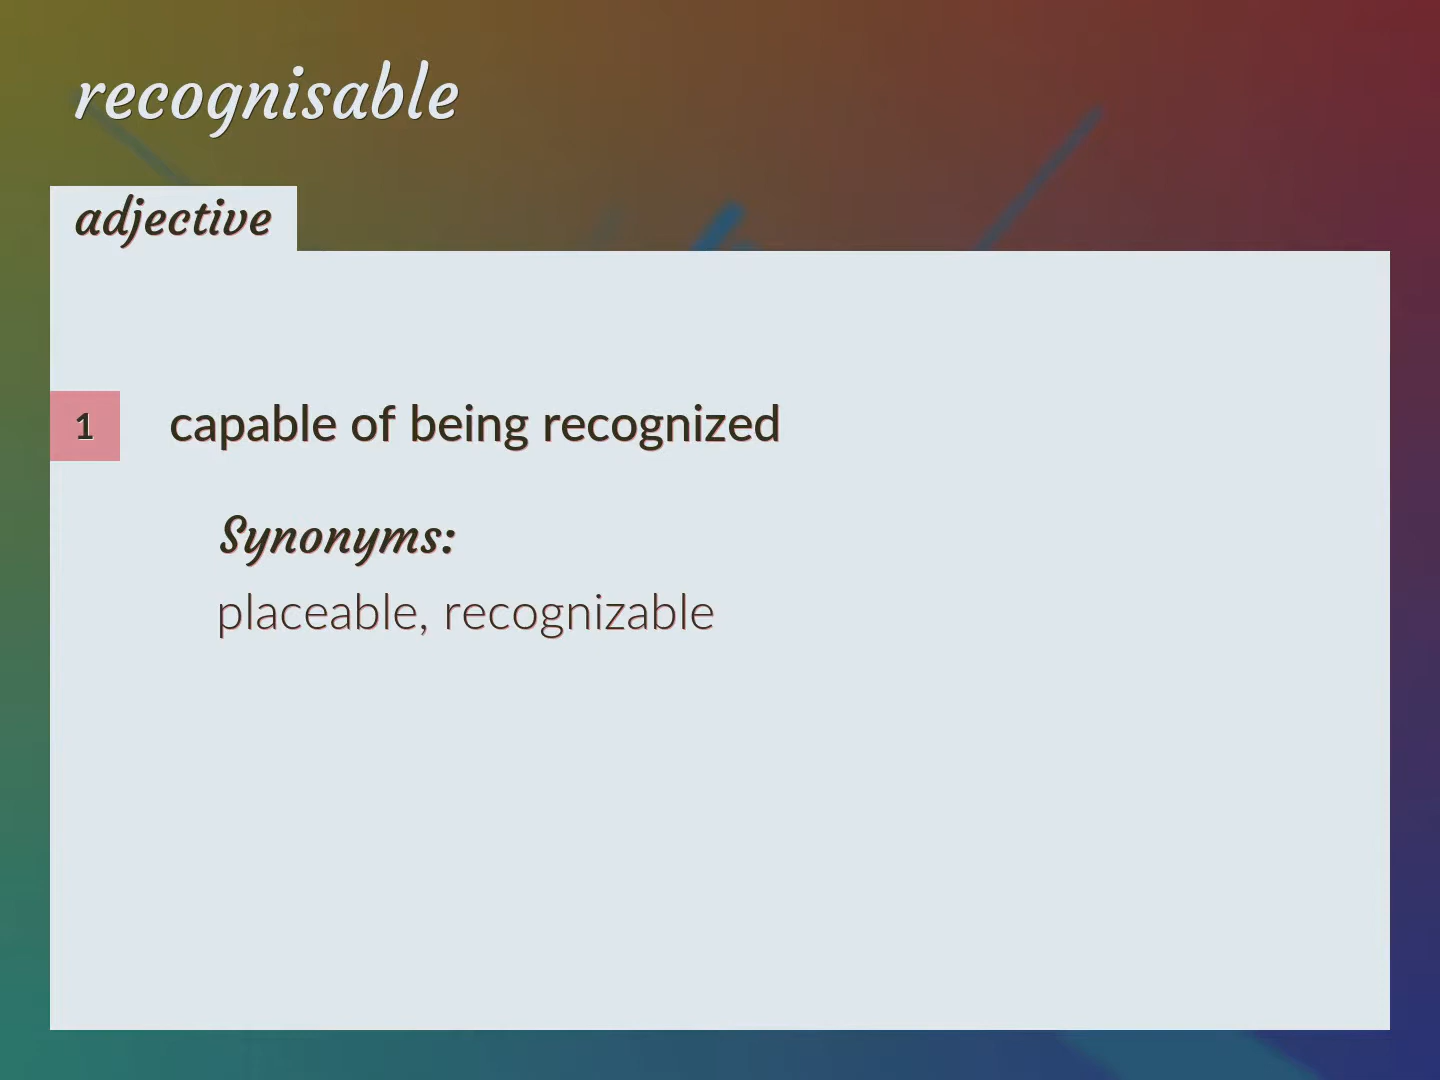 recognisable
adjective
1 capable of being recognized
Synonyms:
placeable, recognizable